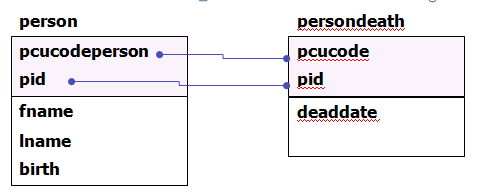 person
pcucodeperson
pid
fname
lname
birth
persondeath
pcucode
pid
deaddate